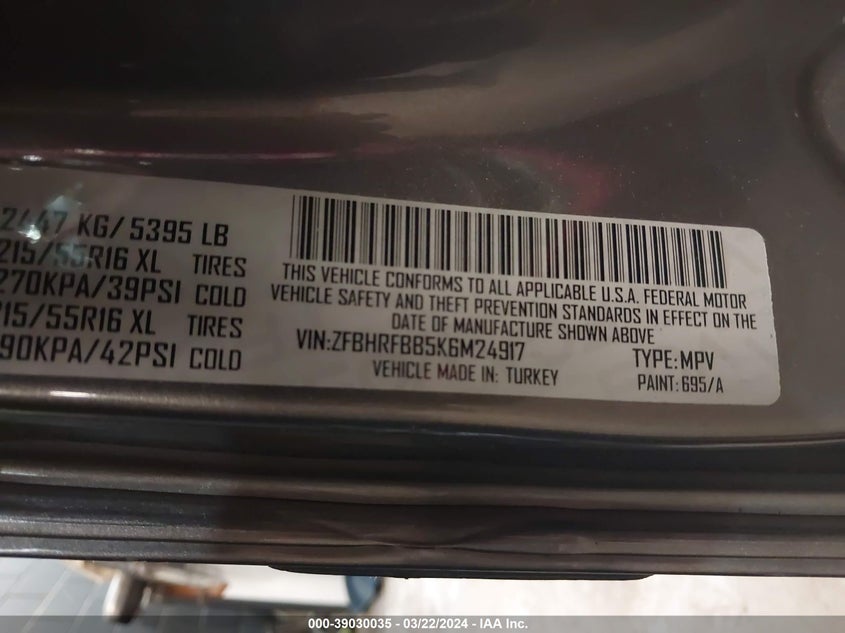 2447 KG/ 5395 LB
215/55R16 XL TIRES
270KPA/39PSI COLD
15/55R16 XL TIRES
90KPA/42PSI COLD
THIS VEHICLE CONFORMS TO ALL APPLICABLE U.S.A. FEDERAL MOTOR
VEHICLE SAFETY AND THEFT PREVENTION STANDARDS IN EFFECT ON THE
DATE OF MANUFACTURE SHOWN ABOVE
VIN:ZFBHRFBB5K6M24917 TYPE:MPV
VEHICLE MADE IN: TURKEY PAINT:695/A
000-39030035 - 03/22/2024 - IAA Inc.